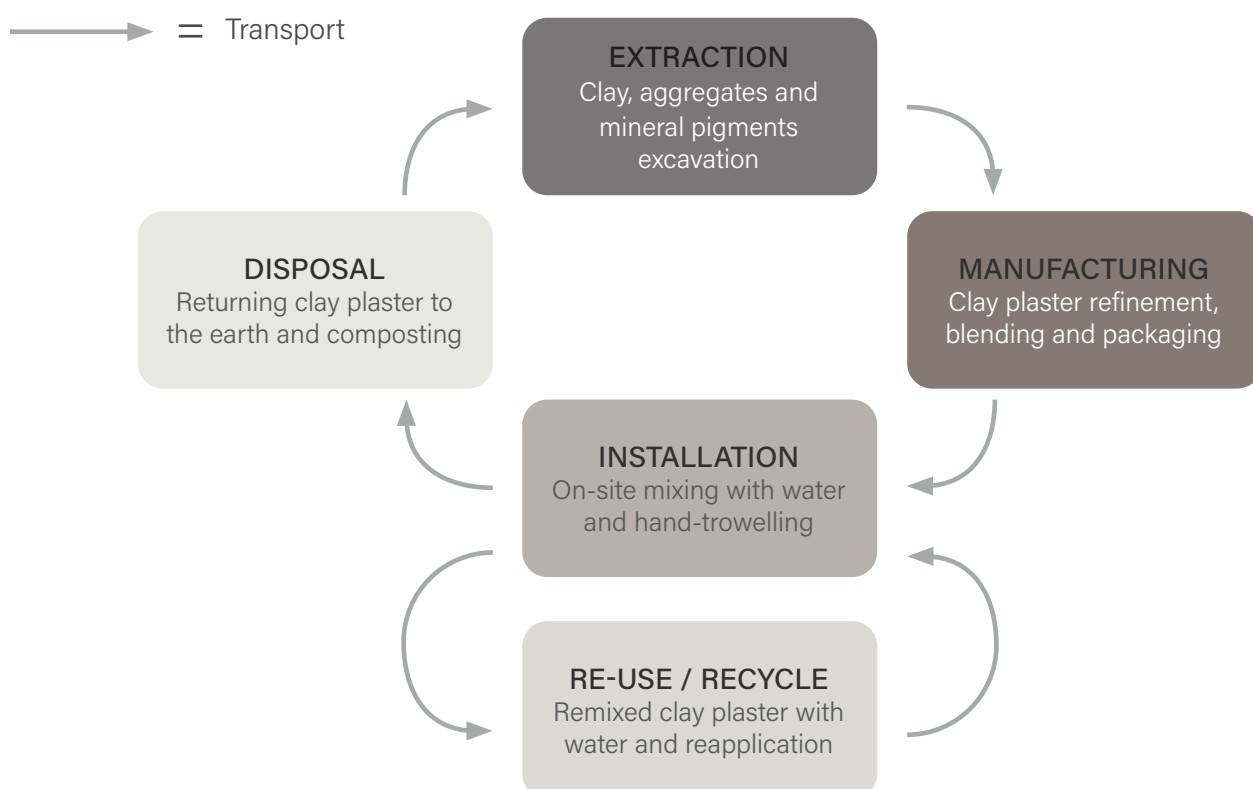 = Transport
EXTRACTION
Clay, aggregates and
mineral pigments
excavation
DISPOSAL
Returning clay plaster to
the earth and composting
MANUFACTURING
Clay plaster refinement,
blending and packaging
INSTALLATION
On-site mixing with water
and hand-trowelling
RE-USE / RECYCLE
Remixed clay plaster with
water and reapplication